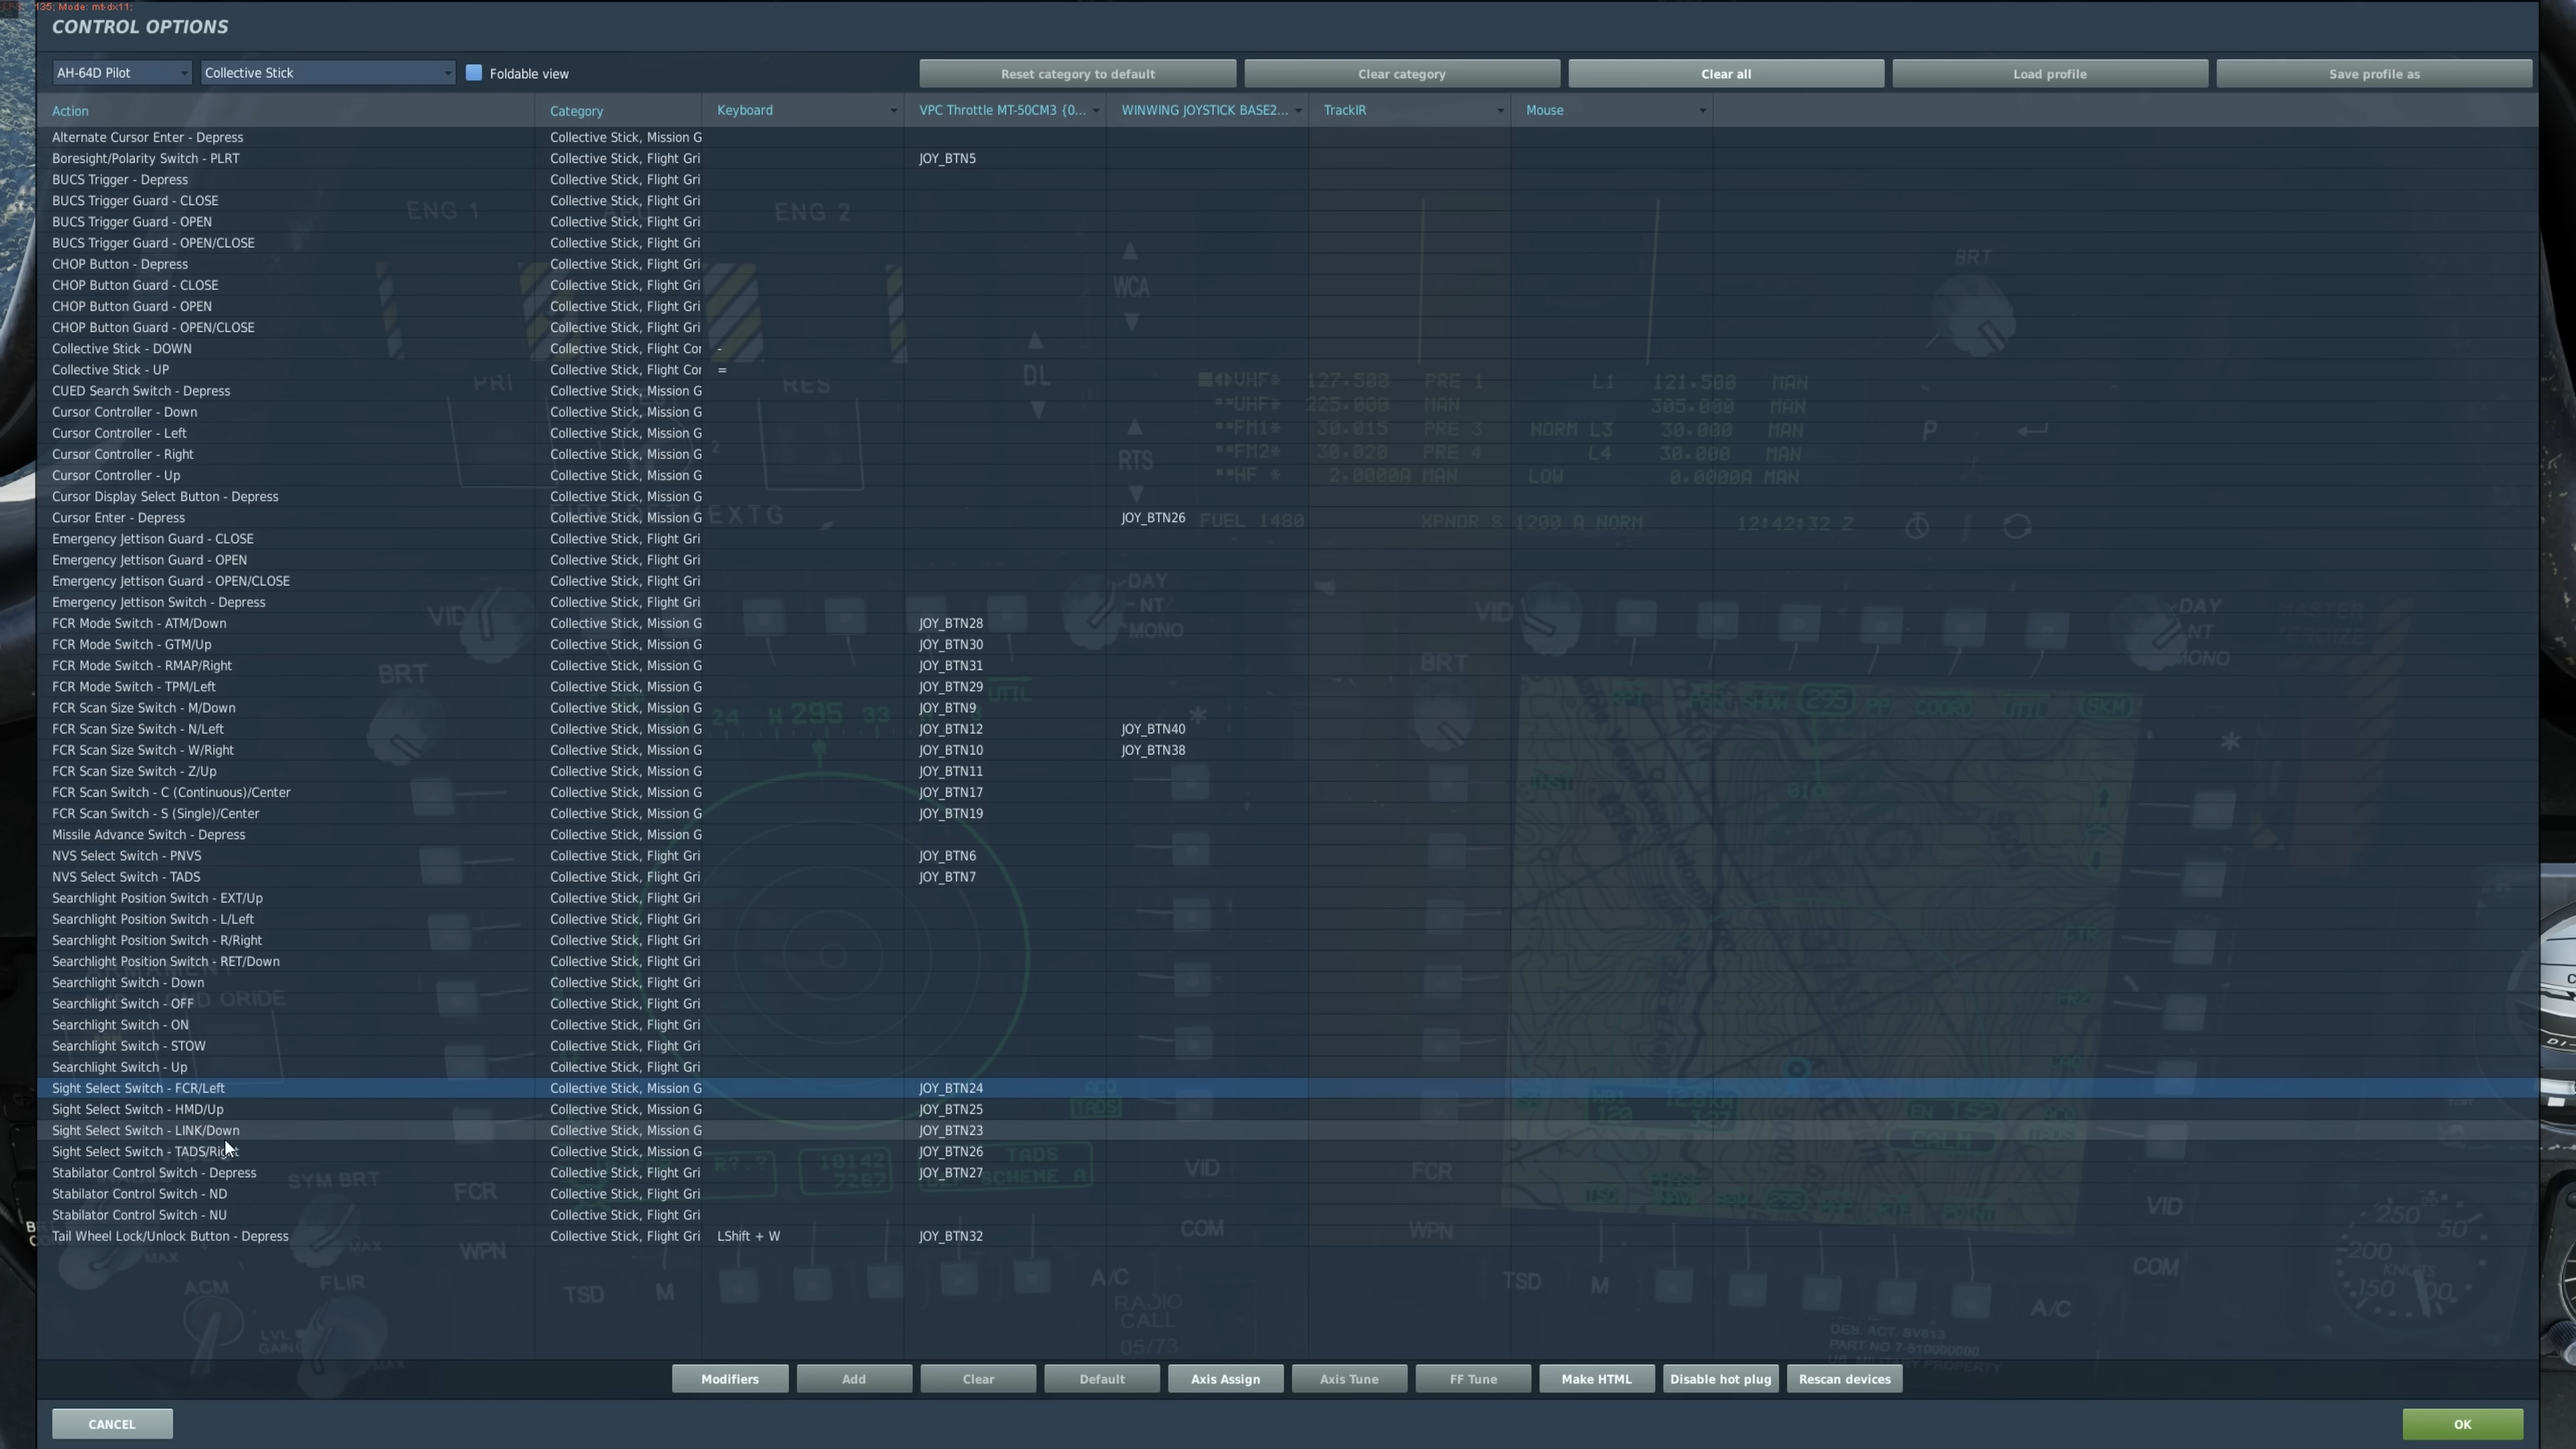 135; Mode: mt-dx11;
CONTROL OPTIONS
AH-64D Pilot Collective Stick Foldable view Reset category to default Clear category Clear all Load profile Save profile as
Action Category Keyboard VPC Throttle MT-50CM3 {0... WINWING JOYSTICK BASE2... TrackIR Mouse
Alternate Cursor Enter - Depress Collective Stick, Mission G
Boresight/Polarity Switch - PLRT Collective Stick, Flight Gri JOY_BTN5
BUCS Trigger - Depress Collective Stick, Flight Gri
BUCS Trigger Guard - CLOSE Collective Stick, Flight Gri
BUCS Trigger Guard - OPEN Collective Stick, Flight Gri
BUCS Trigger Guard - OPEN/CLOSE Collective Stick, Flight Gri
CHOP Button - Depress Collective Stick, Flight Gri
CHOP Button Guard - CLOSE Collective Stick, Flight Gri
CHOP Button Guard - OPEN Collective Stick, Flight Gri
CHOP Button Guard - OPEN/CLOSE Collective Stick, Flight Gri
Collective Stick - DOWN Collective Stick, Flight Cor -
Collective Stick - UP Collective Stick, Flight Cor =
CUED Search Switch - Depress Collective Stick, Mission G
Cursor Controller - Down Collective Stick, Mission G
Cursor Controller - Left Collective Stick, Mission G
Cursor Controller - Right Collective Stick, Mission G
Cursor Controller - Up Collective Stick, Mission G
Cursor Display Select Button - Depress Collective Stick, Mission G
Cursor Enter - Depress Collective Stick, Mission G JOY_BTN26
Emergency Jettison Guard - CLOSE Collective Stick, Flight Gri
Emergency Jettison Guard - OPEN Collective Stick, Flight Gri
Emergency Jettison Guard - OPEN/CLOSE Collective Stick, Flight Gri
Emergency Jettison Switch - Depress Collective Stick, Flight Gri
FCR Mode Switch - ATM/Down Collective Stick, Mission G JOY_BTN28
FCR Mode Switch - GTM/Up Collective Stick, Mission G JOY_BTN30
FCR Mode Switch - RMAP/Right Collective Stick, Mission G JOY_BTN31
FCR Mode Switch - TPM/Left Collective Stick, Mission G JOY_BTN29
FCR Scan Size Switch - M/Down Collective Stick, Mission G JOY_BTN9
FCR Scan Size Switch - N/Left Collective Stick, Mission G JOY_BTN12 JOY_BTN40
FCR Scan Size Switch - W/Right Collective Stick, Mission G JOY_BTN10 JOY_BTN38
FCR Scan Size Switch - Z/Up Collective Stick, Mission G JOY_BTN11
FCR Scan Switch - C (Continuous)/Center Collective Stick, Mission G JOY_BTN17
FCR Scan Switch - S (Single)/Center Collective Stick, Mission G JOY_BTN19
Missile Advance Switch - Depress Collective Stick, Mission G
NVS Select Switch - PNVS Collective Stick, Flight Gri JOY_BTN6
NVS Select Switch - TADS Collective Stick, Flight Gri JOY_BTN7
Searchlight Position Switch - EXT/Up Collective Stick, Flight Gri
Searchlight Position Switch - L/Left Collective Stick, Flight Gri
Searchlight Position Switch - R/Right Collective Stick, Flight Gri
Searchlight Position Switch - RET/Down Collective Stick, Flight Gri
Searchlight Switch - Down Collective Stick, Flight Gri
Searchlight Switch - OFF Collective Stick, Flight Gri
Searchlight Switch - ON Collective Stick, Flight Gri
Searchlight Switch - STOW Collective Stick, Flight Gri
Searchlight Switch - Up Collective Stick, Flight Gri
Sight Select Switch - FCR/Left Collective Stick, Mission G JOY_BTN24
Sight Select Switch - HMD/Up Collective Stick, Mission G JOY_BTN25
Sight Select Switch - LINK/Down Collective Stick, Mission G JOY_BTN23
Sight Select Switch - TADS/Right Collective Stick, Mission G JOY_BTN26
Stabilator Control Switch - Depress Collective Stick, Flight Gri JOY_BTN27
Stabilator Control Switch - ND Collective Stick, Flight Gri
Stabilator Control Switch - NU Collective Stick, Flight Gri
Tail Wheel Lock/Unlock Button - Depress Collective Stick, Flight Gri LShift + W JOY_BTN32
Modifiers Add Clear Default Axis Assign Axis Tune FF Tune Make HTML Disable hot plug Rescan devices
CANCEL OK